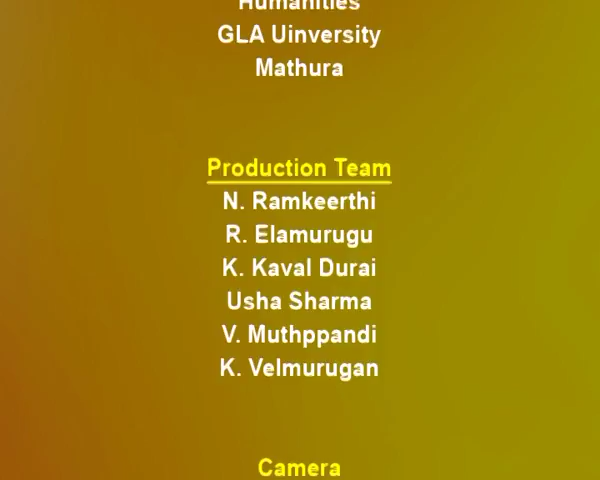 Humanities
GLA Uinversity
Mathura
Production Team
N. Ramkeerthi
R. Elamurugu
K. Kaval Durai
Usha Sharma
V. Muthppandi
K. Velmurugan
Camera